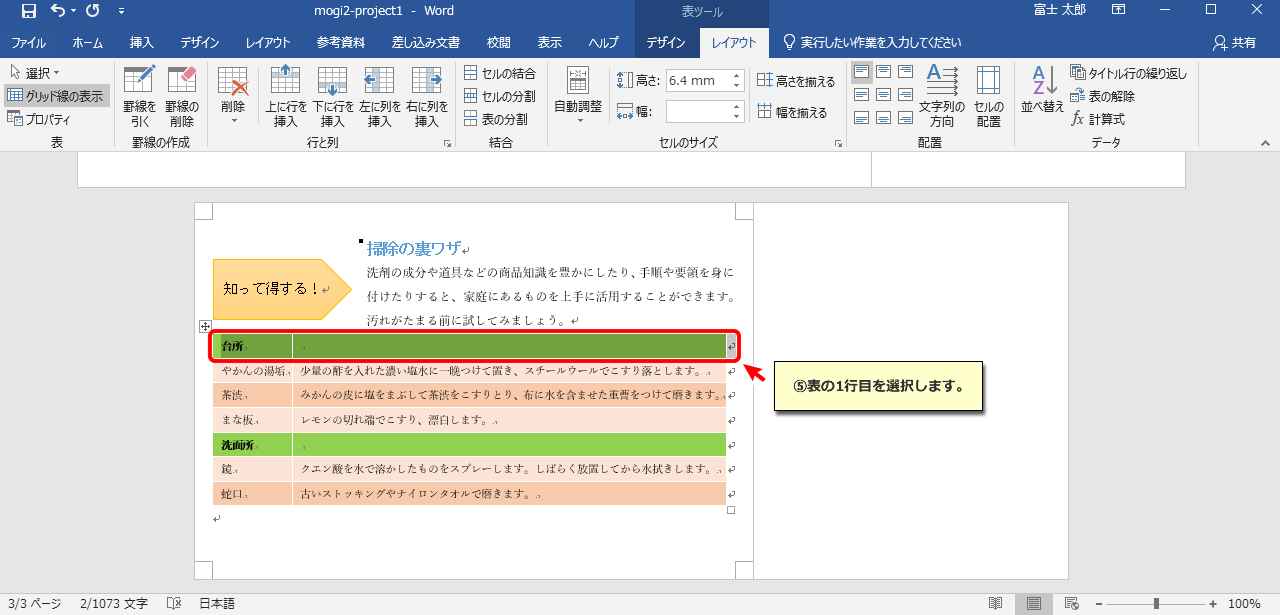 mogi2-project1 - Word
表ツール
富士 太郎
ファイル ホーム 挿入 デザイン レイアウト 参考資料 差し込み文書 校閲 表示 ヘルプ デザイン レイアウト 実行したい作業を入力してください 共有
選択
グリッド線の表示
プロパティ
表
罫線を引く
罫線の削除
罫線の作成
削除
上に行を挿入
下に行を挿入
左に列を挿入
右に列を挿入
行と列
セルの結合
セルの分割
表の分割
結合
自動調整
高さ: 6.4 mm
幅:
高さを揃える
幅を揃える
セルのサイズ
文字列の方向
セルの配置
配置
並べ替え
タイトル行の繰り返し
表の解除
fx 計算式
データ
掃除の裏ワザ
知って得する！
洗剤の成分や道具などの商品知識を豊かにしたり、手順や要領を身に
付けたりすると、家庭にあるものを上手に活用することができます。
汚れがたまる前に試してみましょう。
台所
やかんの湯垢 少量の酢を入れた濃い塩水に一晩つけて置き、スチールウールでこすり落とします。
茶渋 みかんの皮に塩をまぶして茶渋をこすりとり、布に水を含ませた重曹をつけて磨きます。
まな板 レモンの切れ端でこすり、漂白します。
洗面所
鏡 クエン酸を水で溶かしたものをスプレーします。しばらく放置してから水拭きします。
蛇口 古いストッキングやナイロンタオルで磨きます。
⑤表の1行目を選択します。
3/3 ページ 2/1073 文字 日本語 100%